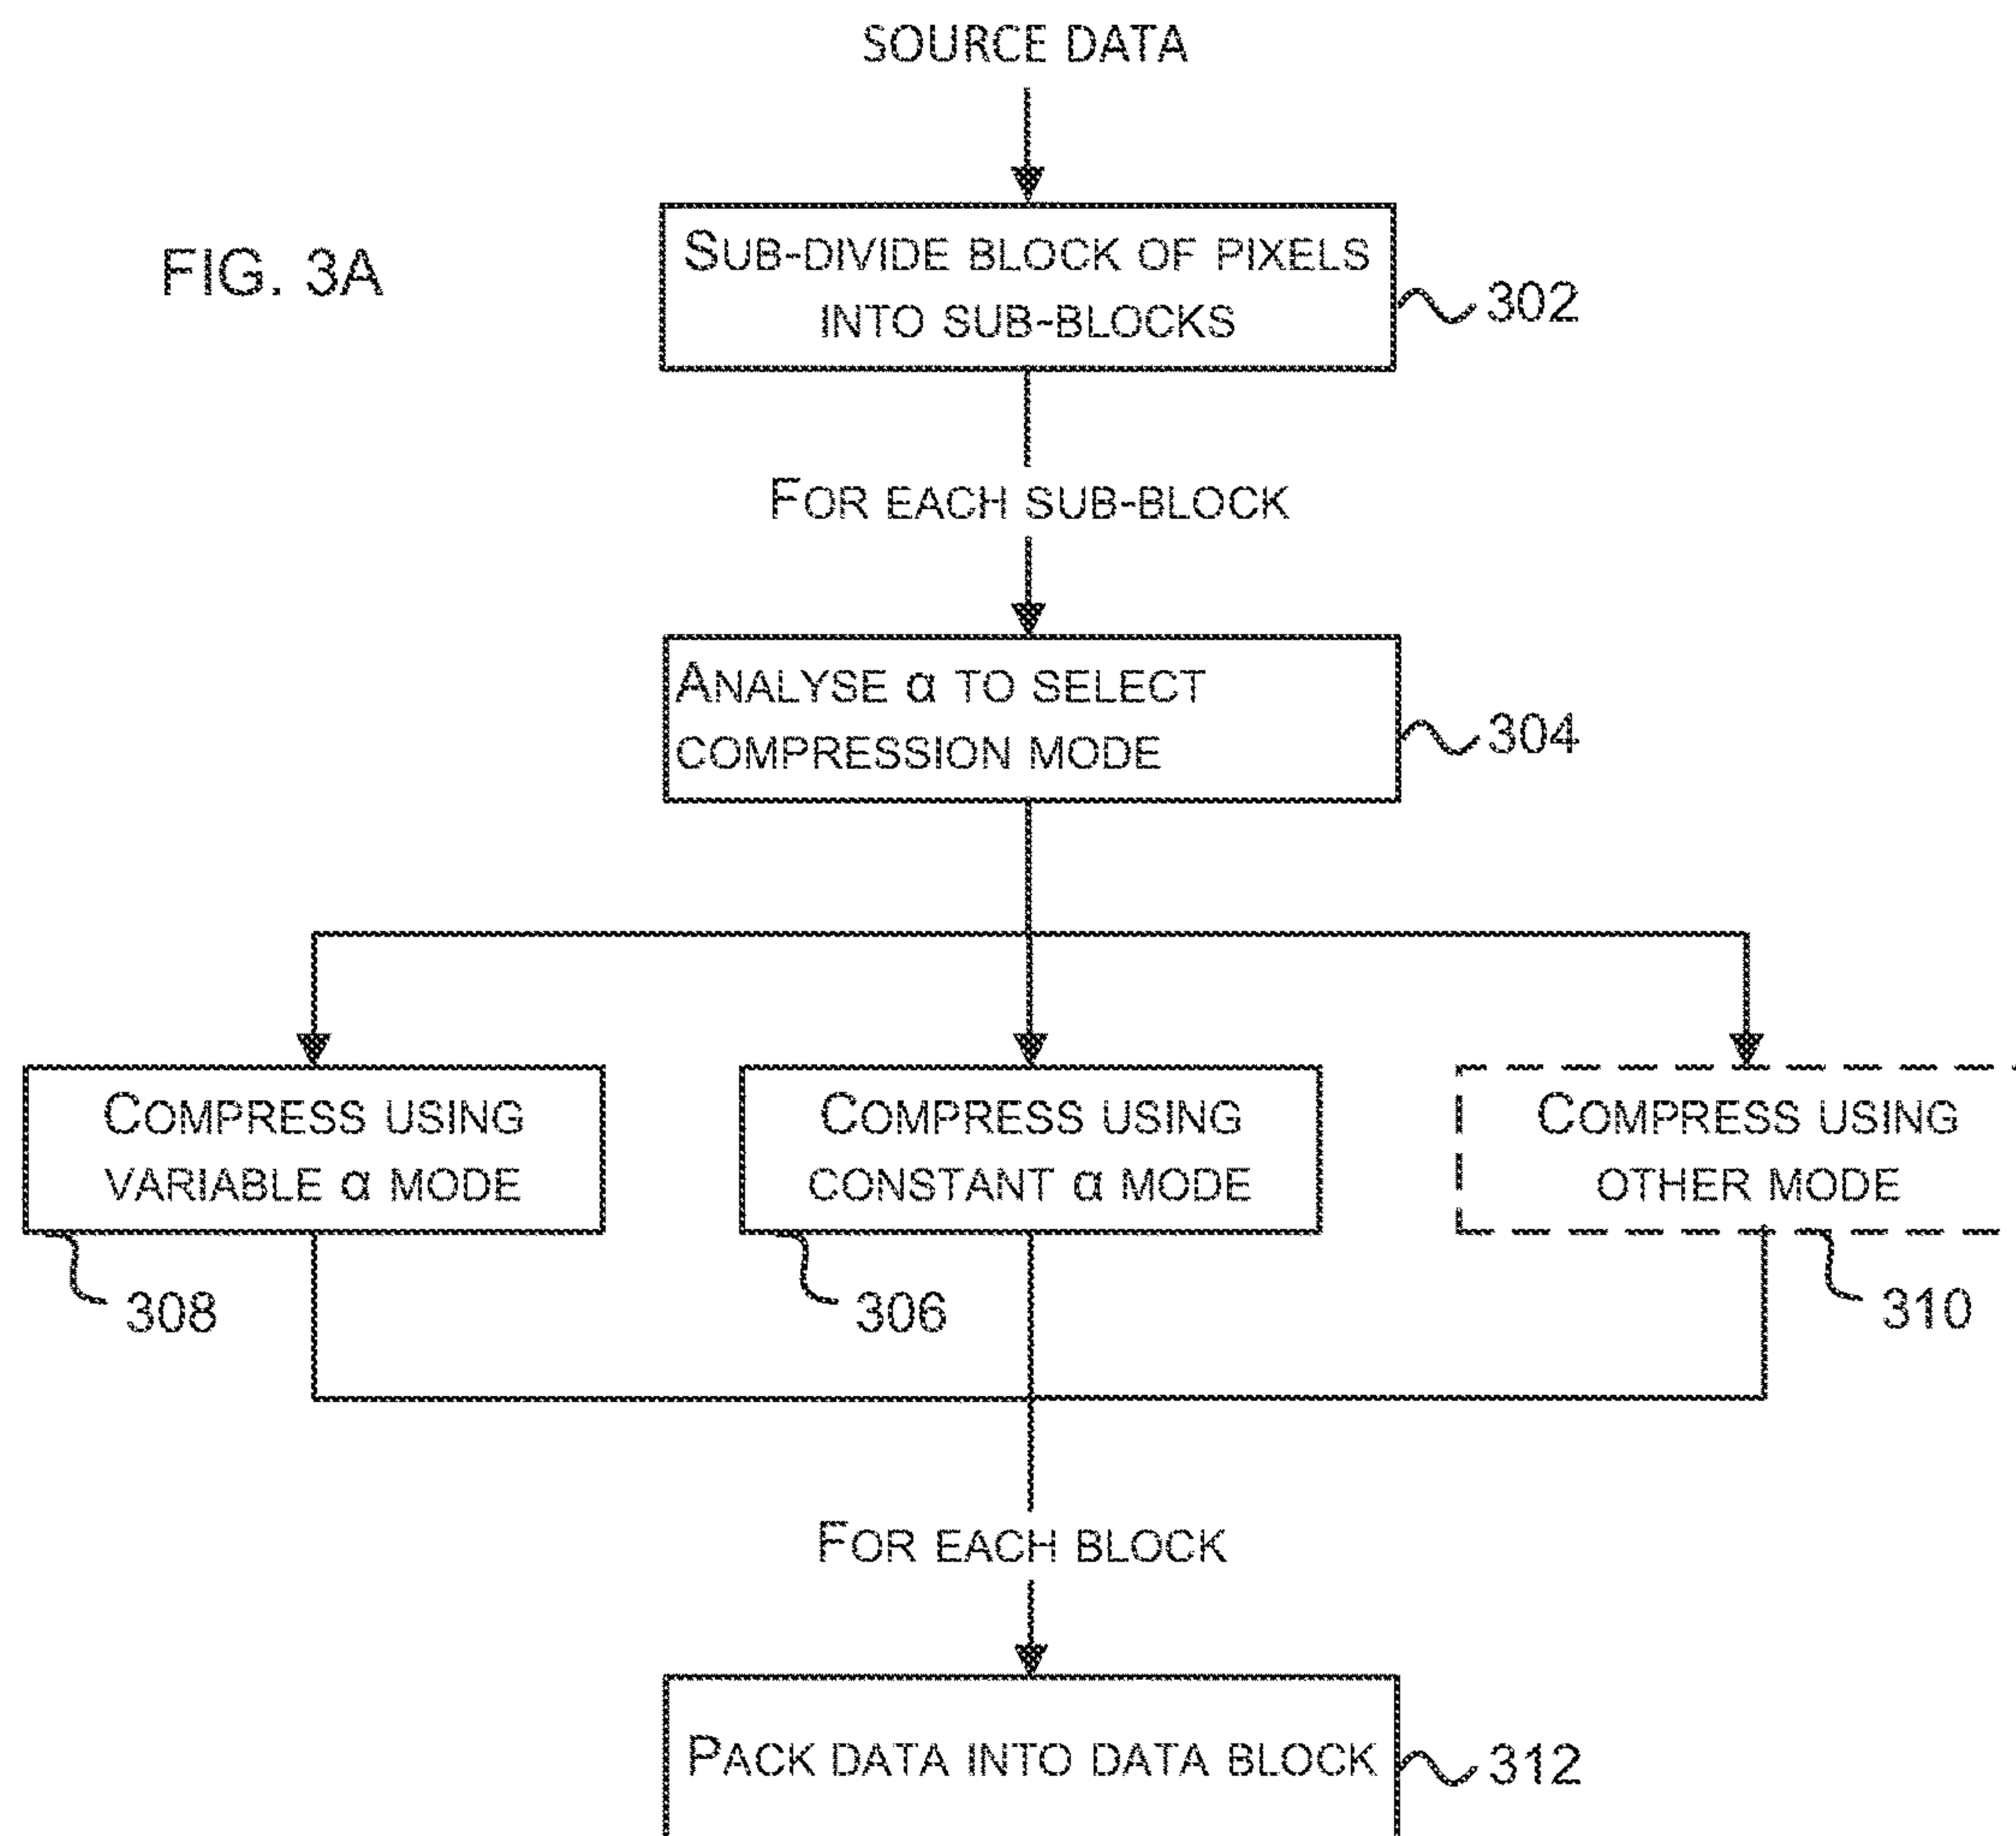 SOURCE DATA
FIG. 3A
SUB-DIVIDE BLOCK OF PIXELS
INTO SUB-BLOCKS
302
FOR EACH SUB-BLOCK
ANALYSE α TO SELECT
COMPRESSION MODE
304
COMPRESS USING
VARIABLE α MODE
308
COMPRESS USING
CONSTANT α MODE
306
COMPRESS USING
OTHER MODE
310
FOR EACH BLOCK
PACK DATA INTO DATA BLOCK
312